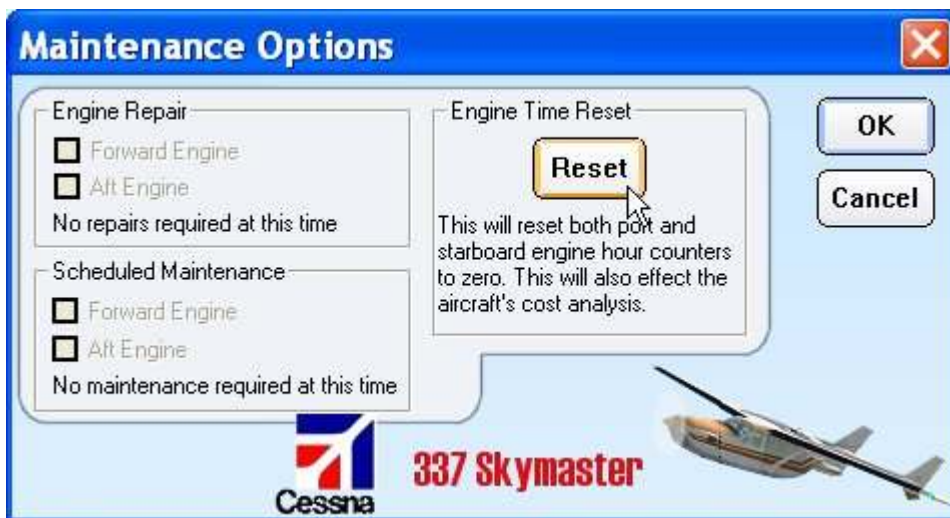 Maintenance Options
Engine Repair
Forward Engine
Aft Engine
No repairs required at this time
Scheduled Maintenance
Forward Engine
Aft Engine
No maintenance required at this time
Engine Time Reset
Reset
This will reset both port and
starboard engine hour counters
to zero. This will also effect the
aircraft's cost analysis.
OK
Cancel
Cessna
337 Skymaster